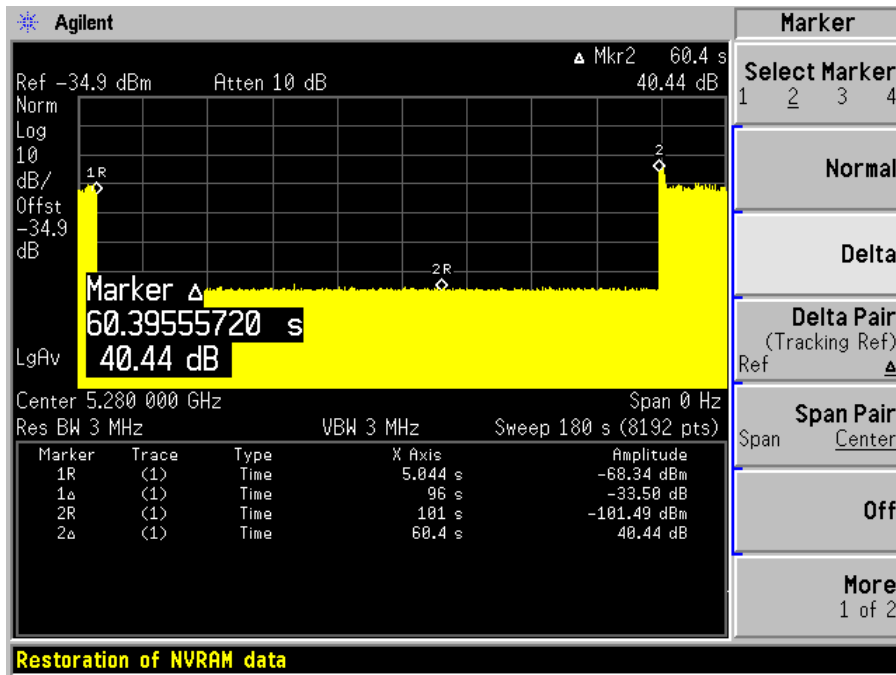 Agilent
Marker
Δ Mkr2 60.4 s
Ref -34.9 dBm Atten 10 dB 40.44 dB
Norm
Log
10
dB/
Offst
-34.9
dB
1R
2
2R
Marker Δ
60.39555720 s
40.44 dB
LgAv
Center 5.280 000 GHz Span 0 Hz
Res BW 3 MHz VBW 3 MHz Sweep 180 s (8192 pts)
Marker Trace Type X Axis Amplitude
1R (1) Time 5.044 s -68.34 dBm
1Δ (1) Time 96 s -33.50 dB
2R (1) Time 101 s -101.49 dBm
2Δ (1) Time 60.4 s 40.44 dB
Select Marker
1 2 3 4
Normal
Delta
Delta Pair
(Tracking Ref)
Ref Δ
Span Pair
Span Center
Off
More
1 of 2
Restoration of NVRAM data